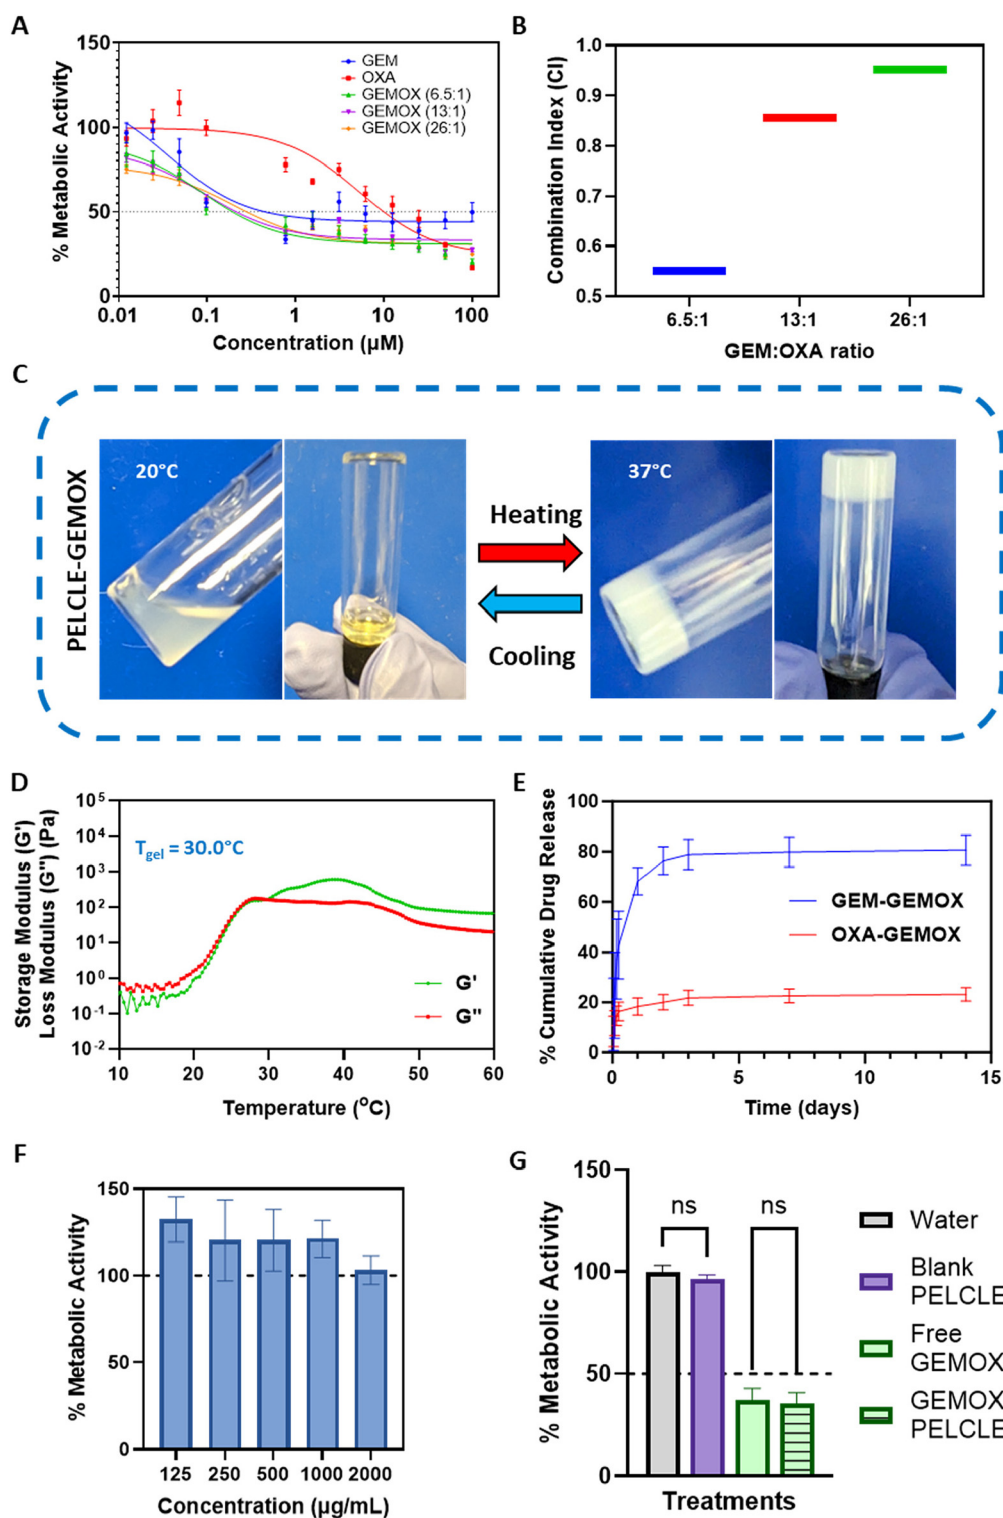 A
150
100
50
0
% Metabolic Activity
0.01
0.1
1
10
100
Concentration (µM)
GEM
OXA
GEMOX (6.5:1)
GEMOX (13:1)
GEMOX (26:1)
B
1.0
0.9
0.8
0.7
0.6
0.5
Combination Index (CI)
6.5:1
13:1
26:1
GEM:OXA ratio
C
PELCLE-GEMOX
20°C
Heating
Cooling
37°C
D
Storage Modulus (G')
Loss Modulus (G'') (Pa)
10⁵
10⁴
10³
10²
10¹
10⁰
10⁻¹
10⁻²
Tgel = 30.0°C
G'
G''
10
20
30
40
50
60
Temperature (°C)
E
% Cumulative Drug Release
100
80
60
40
20
0
GEM-GEMOX
OXA-GEMOX
0
5
10
15
Time (days)
F
% Metabolic Activity
150
100
50
0
125
250
500
1000
2000
Concentration (µg/mL)
G
% Metabolic Activity
150
100
50
0
ns
ns
Treatments
Water
Blank
PELCLE
Free
GEMOX
GEMOX
PELCLE